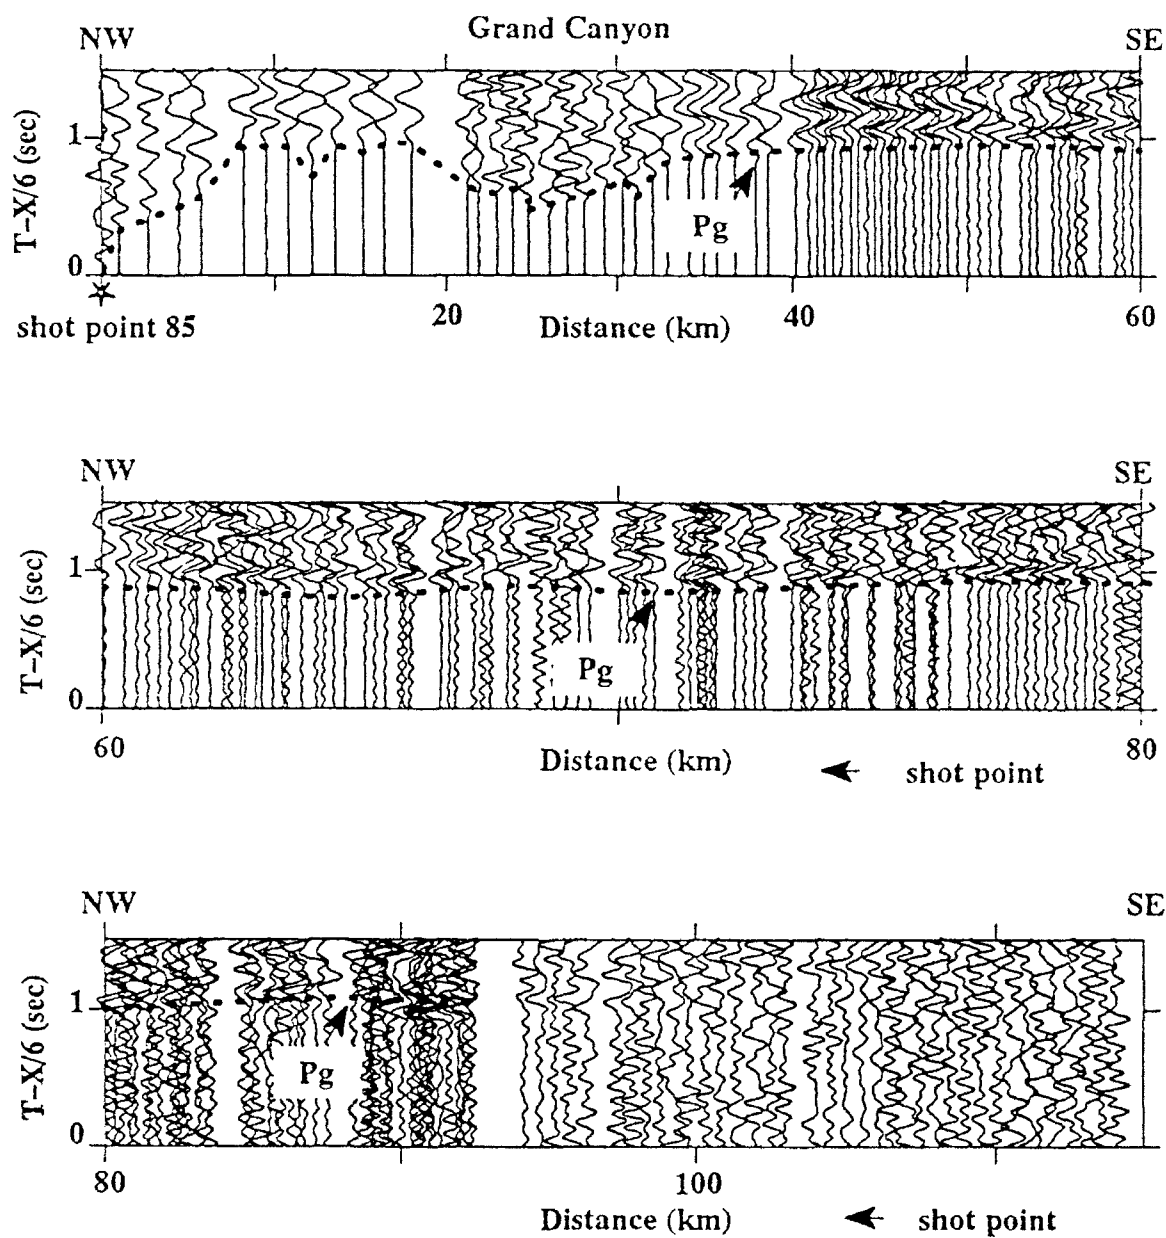 Grand Canyon
NW
SE
T-X/6 (sec)
1
0
Pg
shot point 85
20
Distance (km)
40
60
NW
SE
T-X/6 (sec)
1
0
Pg
60
Distance (km)
shot point
80
NW
SE
T-X/6 (sec)
1
0
Pg
80
100
Distance (km)
shot point